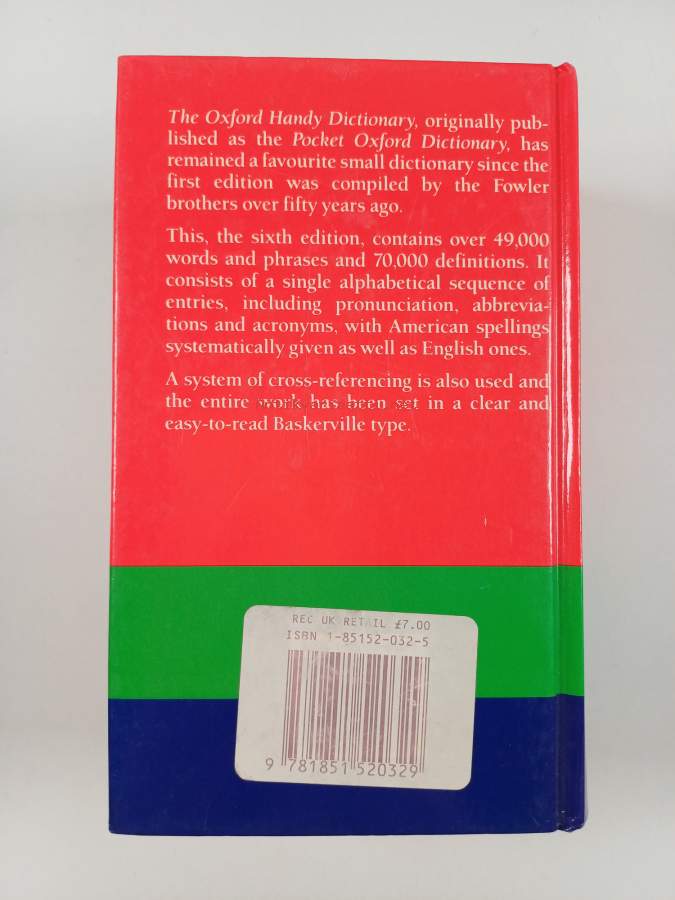 The Oxford Handy Dictionary, originally pub-
lished as the Pocket Oxford Dictionary, has
remained a favourite small dictionary since the
first edition was compiled by the Fowler
brothers over fifty years ago.
This, the sixth edition, contains over 49,000
words and phrases and 70,000 definitions. It
consists of a single alphabetical sequence of
entries, including pronunciation, abbrevia-
tions and acronyms, with American spellings
systematically given as well as English ones.
A system of cross-referencing is also used and
the entire work has been set in a clear and
easy-to-read Baskerville type.
REC UK RETAIL £7.00
ISBN 1-85152-032-5
9 781851 520329